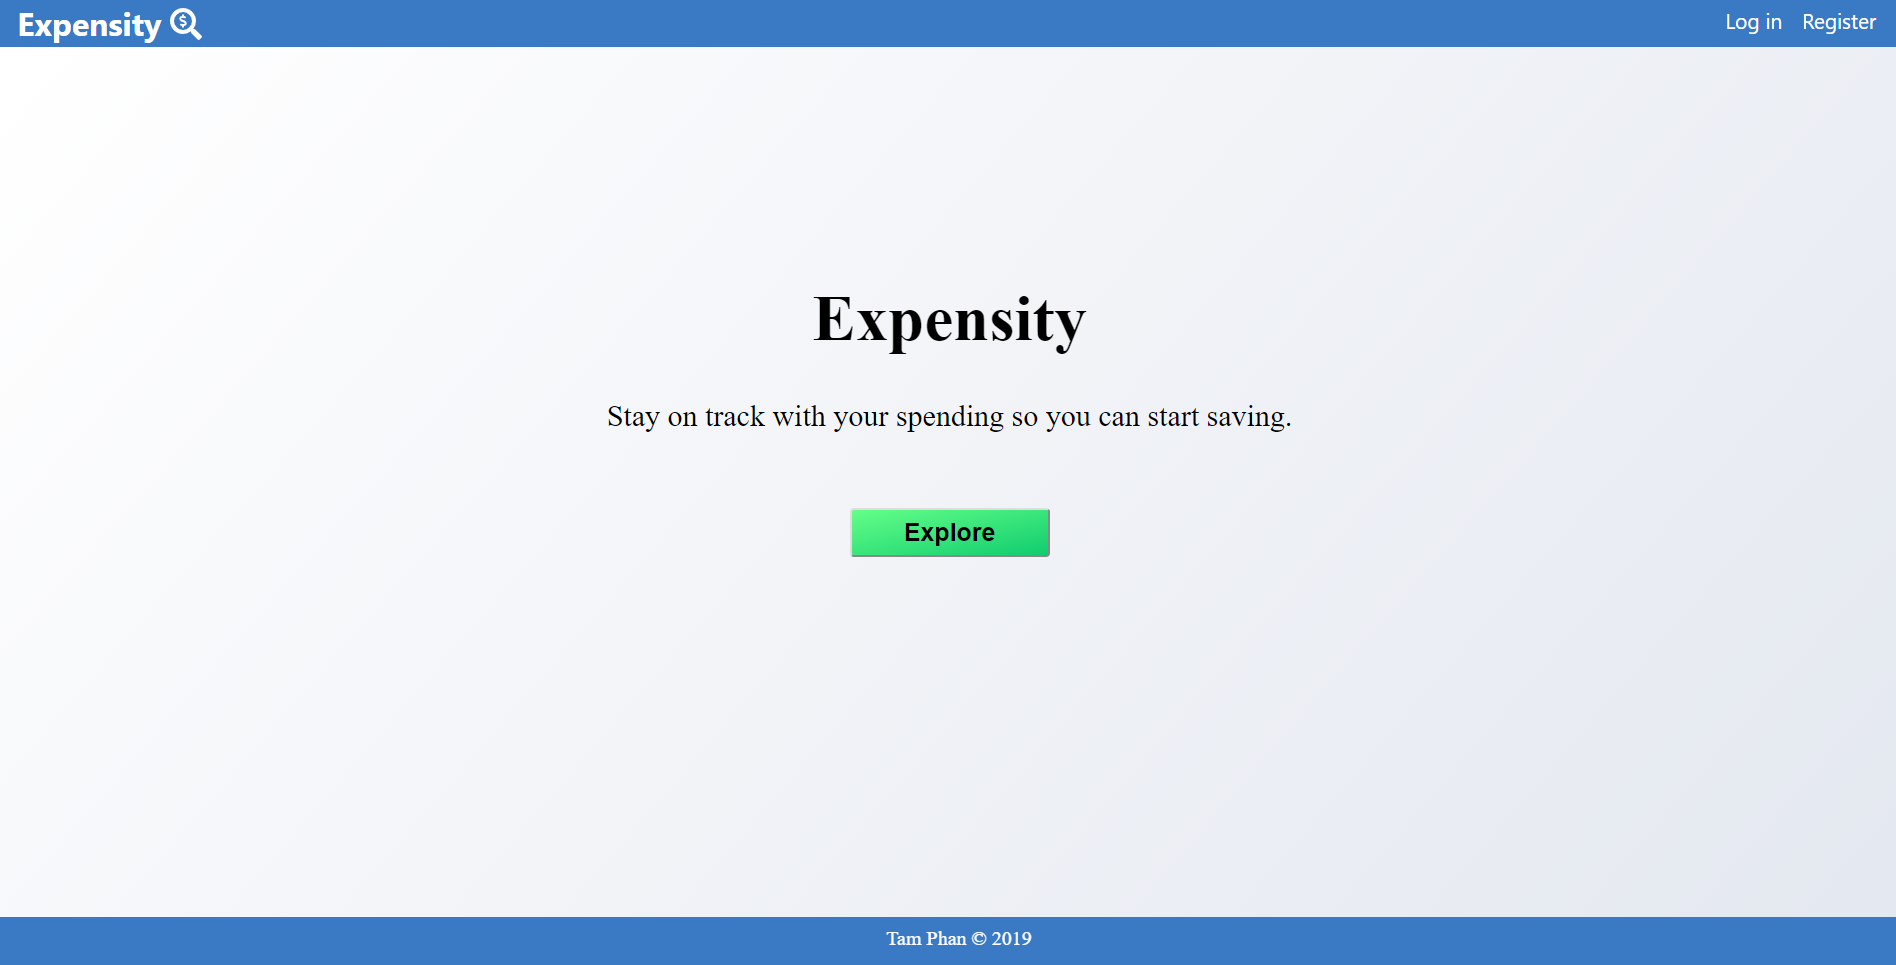 Expensity
Log in Register
Expensity
Stay on track with your spending so you can start saving.
Explore
Tam Phan © 2019